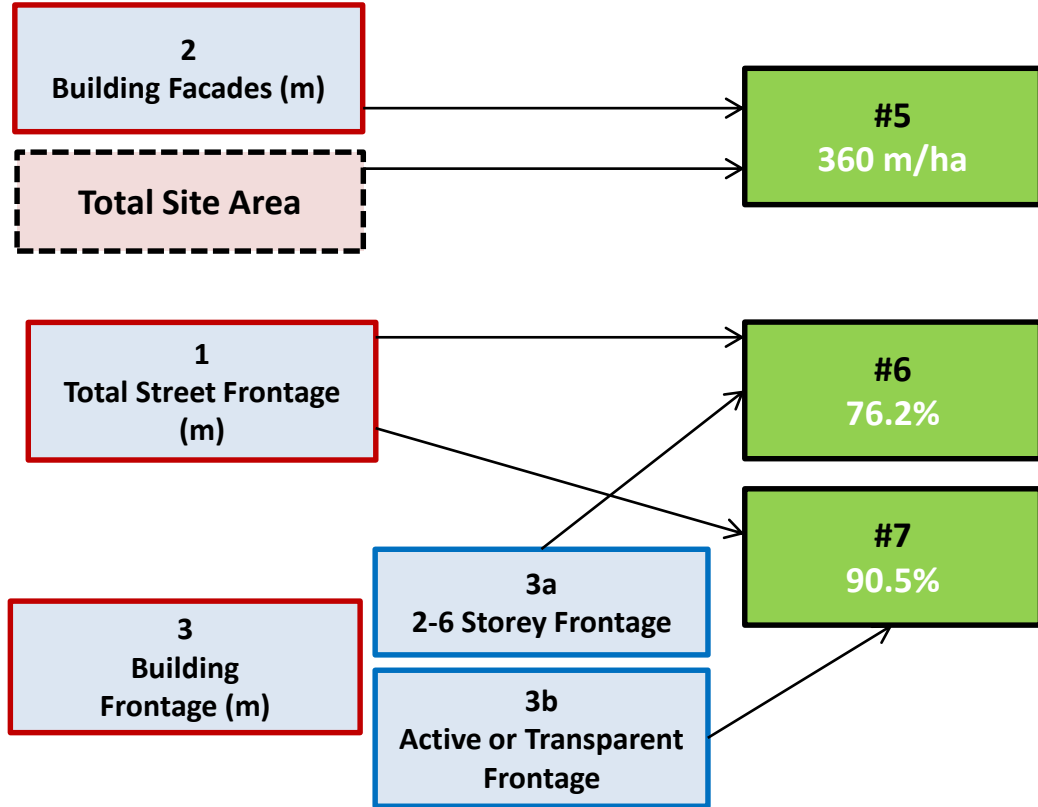 2
Building Facades (m)
#5
360 m/ha
Total Site Area
1
Total Street Frontage
(m)
#6
76.2%
#7
90.5%
3a
2-6 Storey Frontage
3
Building
Frontage (m)
3b
Active or Transparent
Frontage